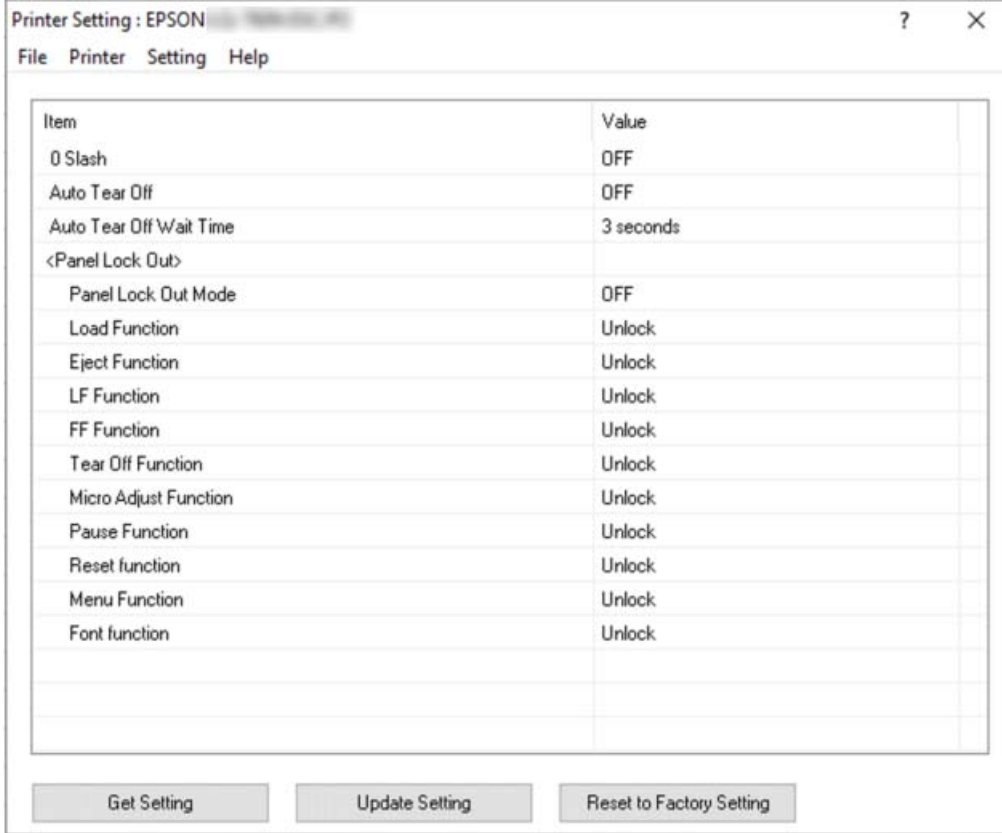 Printer Setting : EPSON
? ×
File Printer Setting Help
Item Value
0 Slash OFF
Auto Tear Off OFF
Auto Tear Off Wait Time 3 seconds
<Panel Lock Out>
Panel Lock Out Mode OFF
Load Function Unlock
Eject Function Unlock
LF Function Unlock
FF Function Unlock
Tear Off Function Unlock
Micro Adjust Function Unlock
Pause Function Unlock
Reset function Unlock
Menu Function Unlock
Font function Unlock
Get Setting Update Setting Reset to Factory Setting